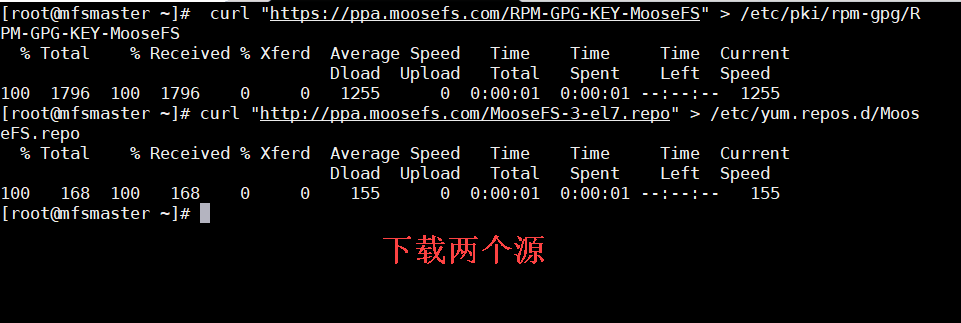 [root@mfsmaster ~]#  curl "https://ppa.moosefs.com/RPM-GPG-KEY-MooseFS" > /etc/pki/rpm-gpg/R
PM-GPG-KEY-MooseFS
  % Total    % Received % Xferd  Average Speed   Time    Time     Time  Current
                                 Dload  Upload   Total   Spent    Left  Speed
100  1796  100  1796    0     0   1255      0  0:00:01  0:00:01 --:--:--  1255
[root@mfsmaster ~]# curl "http://ppa.moosefs.com/MooseFS-3-el7.repo" > /etc/yum.repos.d/Moos
eFS.repo
  % Total    % Received % Xferd  Average Speed   Time    Time     Time  Current
                                 Dload  Upload   Total   Spent    Left  Speed
100   168  100   168    0     0    155      0  0:00:01  0:00:01 --:--:--   155
[root@mfsmaster ~]#
下载两个源